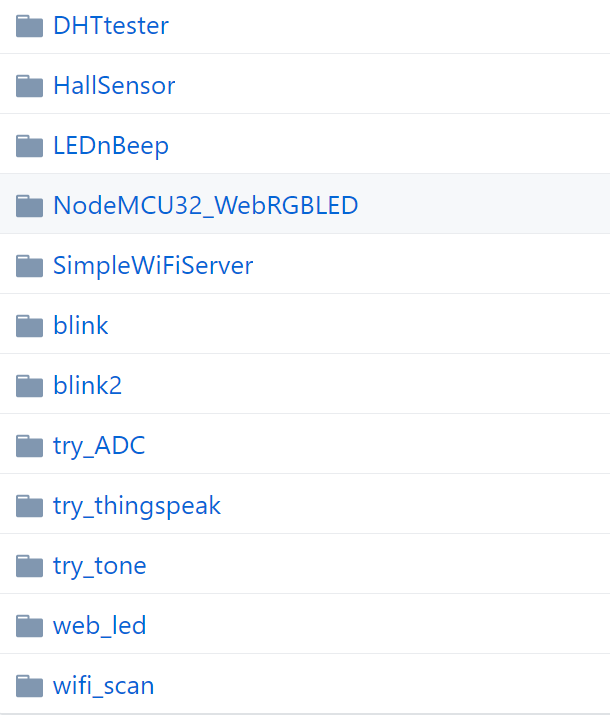 DHTtester
HallSensor
LEDnBeep
NodeMCU32_WebRGBLED
SimpleWiFiServer
blink
blink2
try_ADC
try_thingspeak
try_tone
web_led
wifi_scan